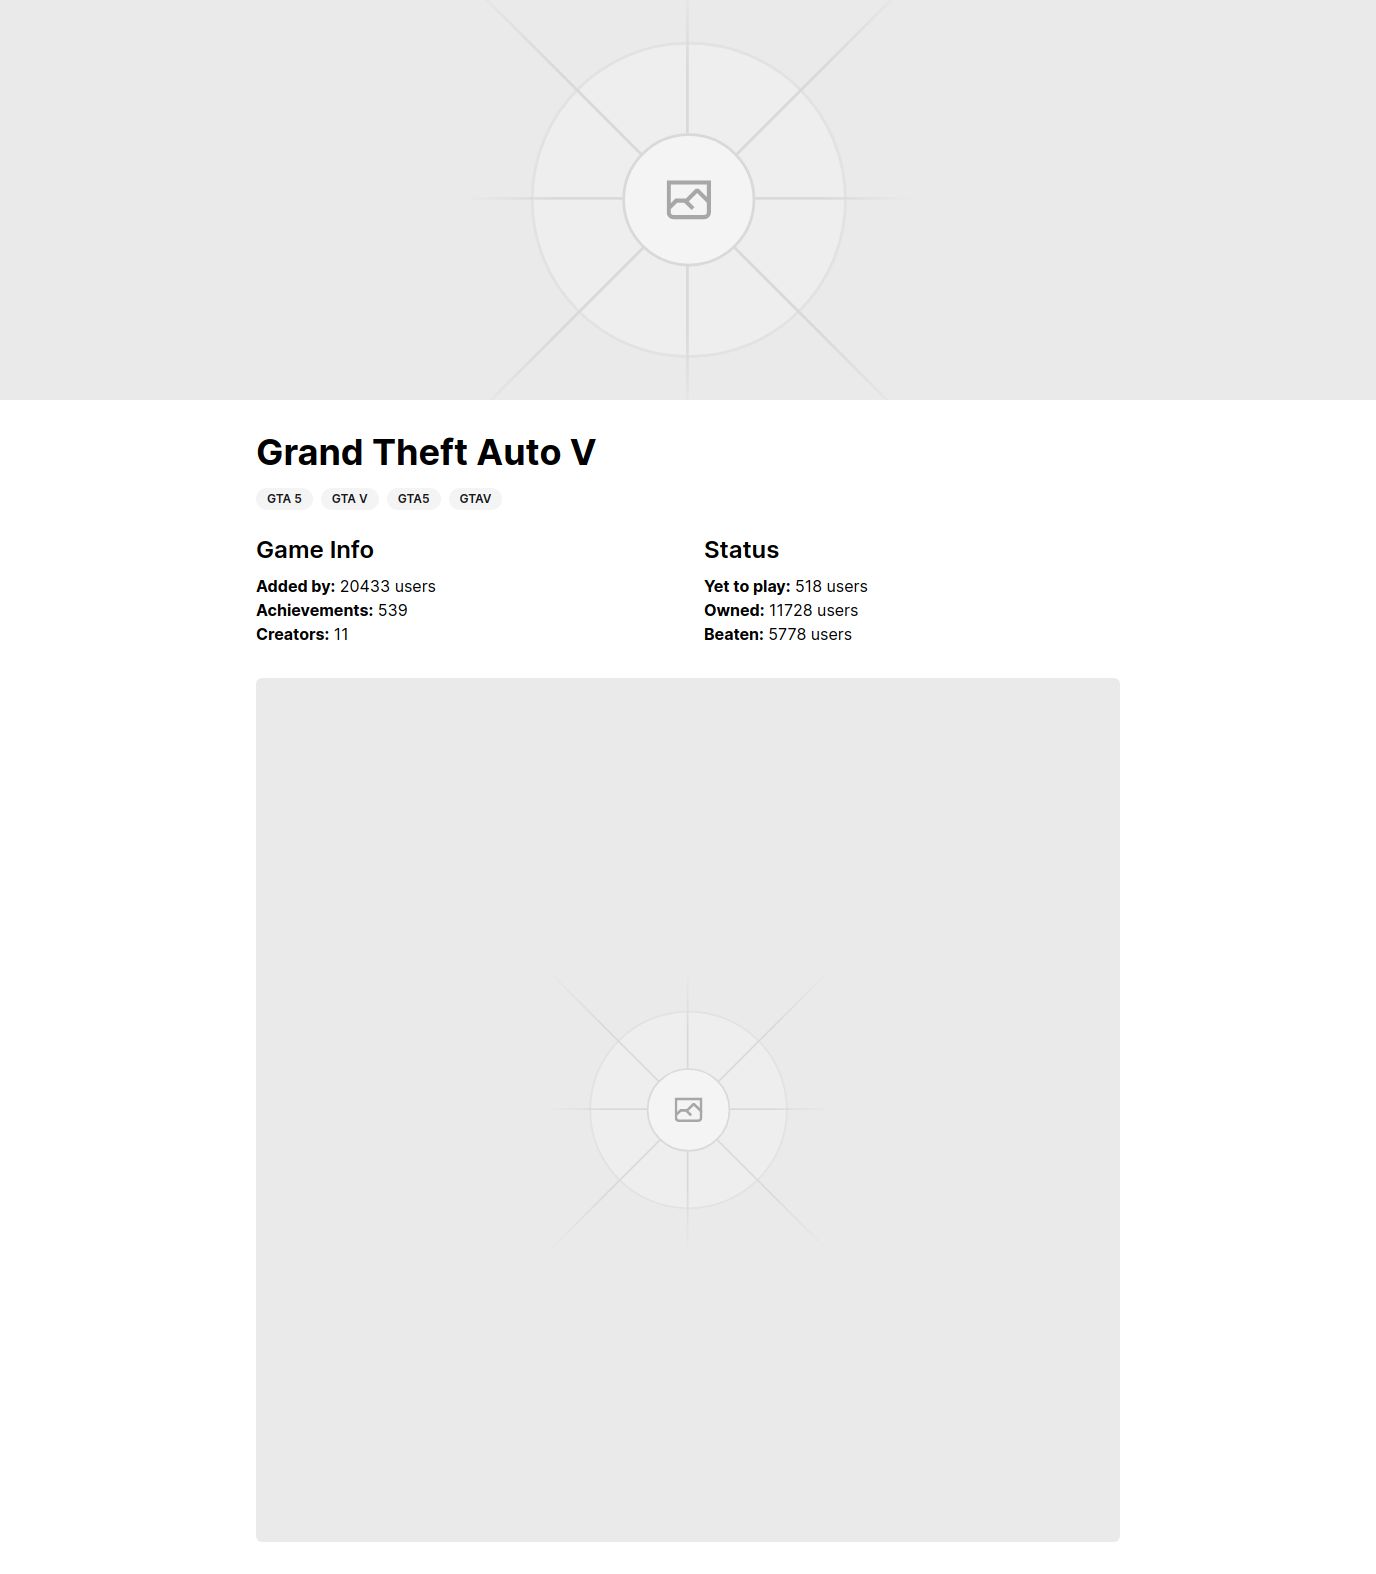 Grand Theft Auto V
GTA 5 GTA V GTA5 GTAV
Game Info
Added by: 20433 users
Achievements: 539
Creators: 11
Status
Yet to play: 518 users
Owned: 11728 users
Beaten: 5778 users